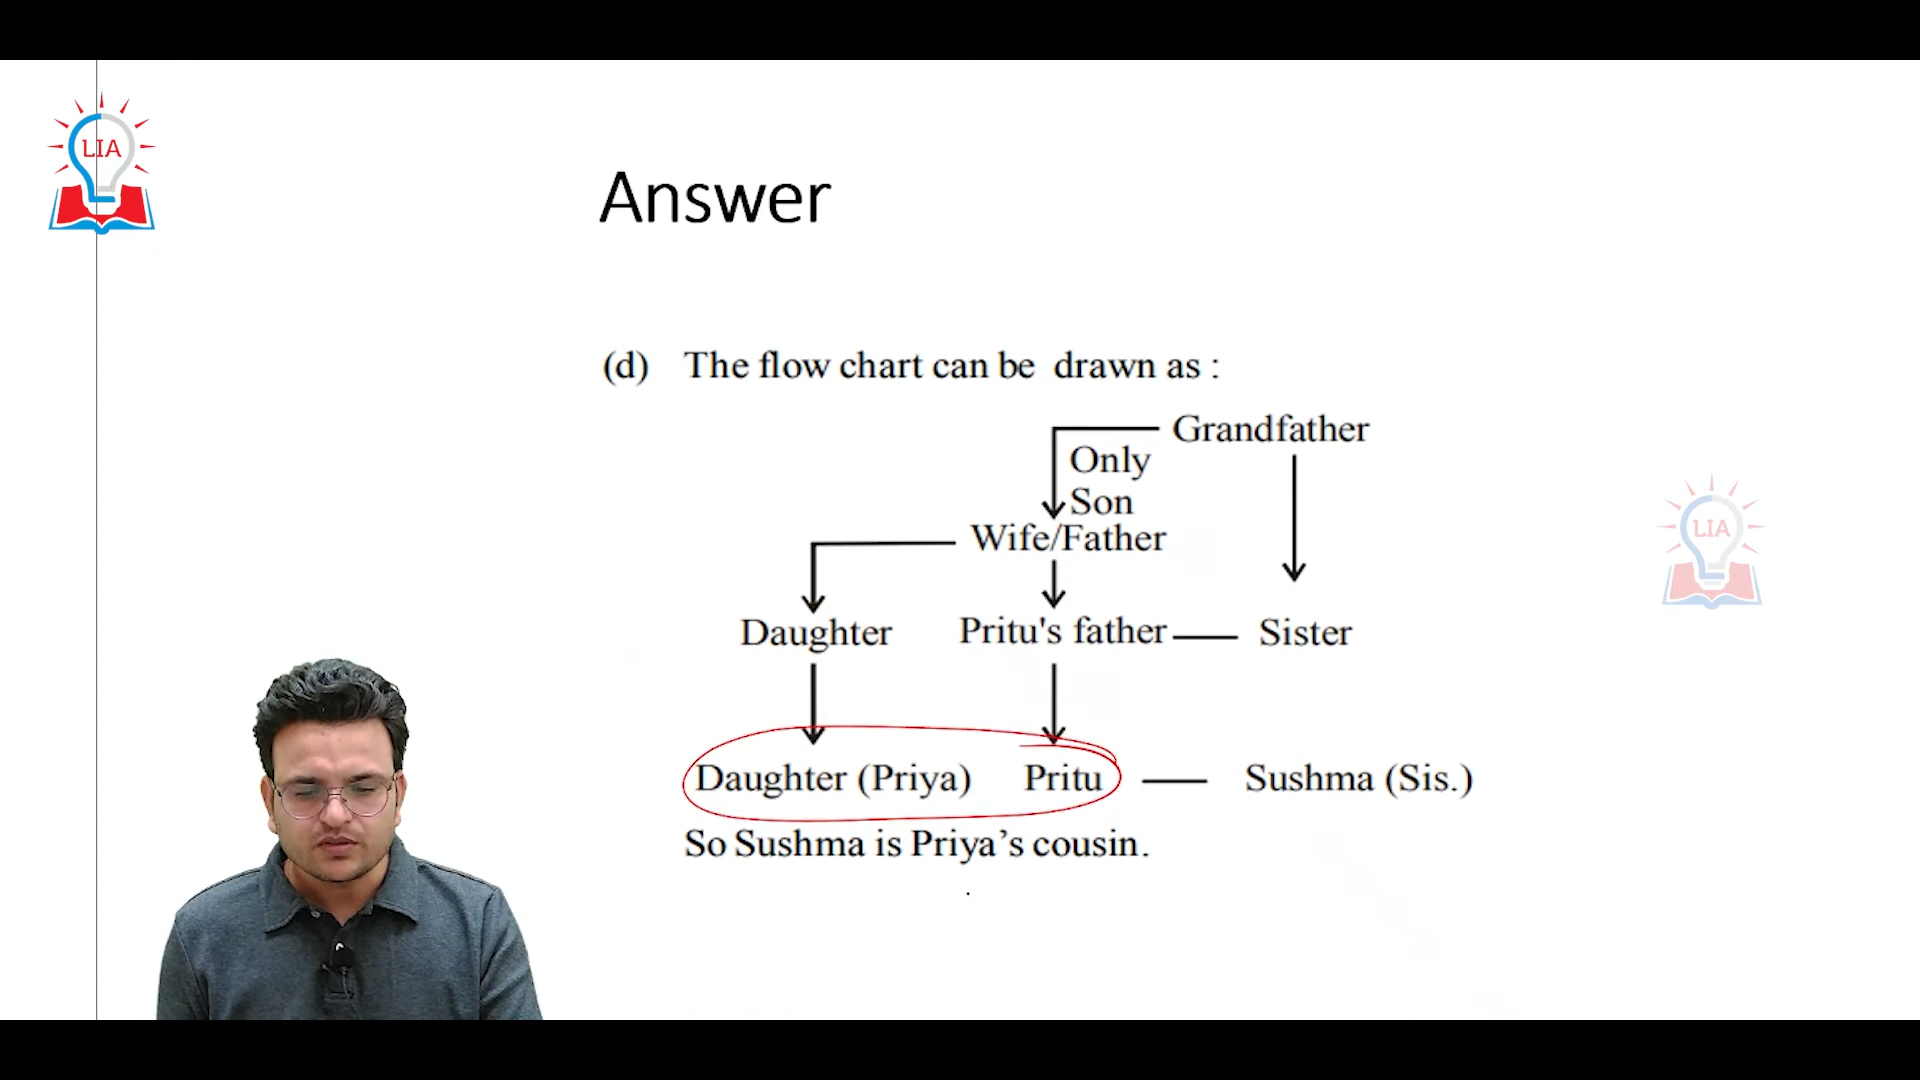 LIA
Answer
(d) The flow chart can be drawn as :
Grandfather
Only
Son
Wife/Father
LIA
Daughter Pritu's father Sister
Daughter (Priya) Pritu Sushma (Sis.)
So Sushma is Priya’s cousin.